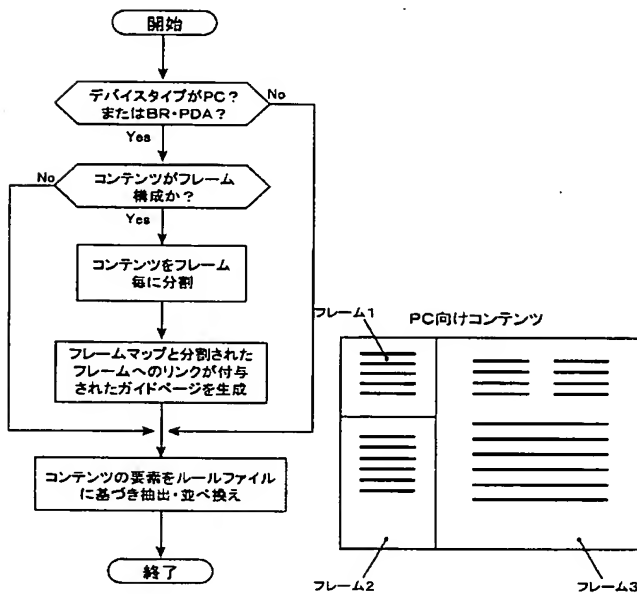 開始
デバイスタイプがPC?
またはBR・PDA?
No
Yes
No
コンテンツがフレーム
構成か?
Yes
コンテンツをフレーム
毎に分割
フレームマップと分割された
フレームへのリンクが付与
されたガイドページを生成
コンテンツの要素をルールファイル
に基づき抽出・並べ換え
終了
フレーム1
PC向けコンテンツ
フレーム2
フレーム3